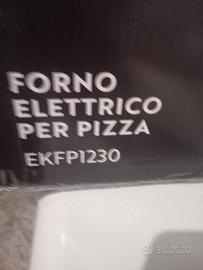 FORNO
ELETTRICO
PER PIZZA
EKFP1230
subito